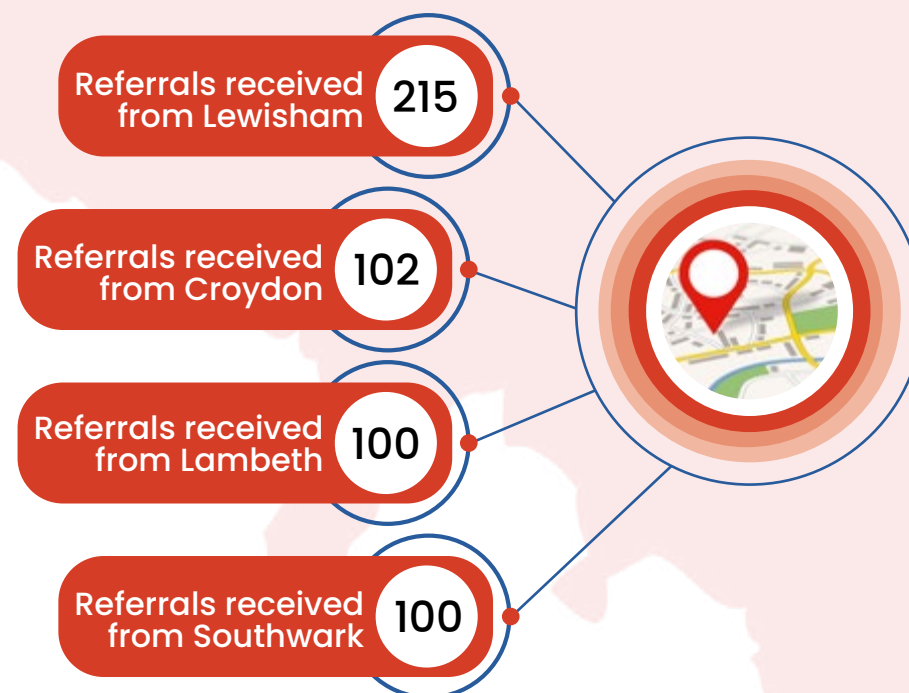 Referrals received
from Lewisham
215
Referrals received
from Croydon
102
Referrals received
from Lambeth
100
Referrals received
from Southwark
100